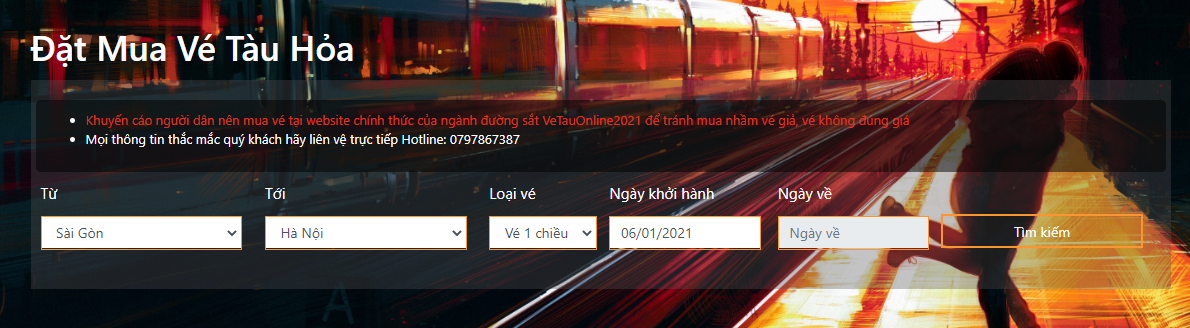 Đặt Mua Vé Tàu Hỏa
Khuyến cáo người dân nên mua vé tại website chính thức của ngành đường sắt VeTauOnline2021 để tránh mua nhầm vé giả, vé không đúng giá
Mọi thông tin thắc mắc quý khách hãy liên vệ trực tiếp Hotline: 0797867387
Từ
Tới
Loại vé
Ngày khởi hành
Ngày về
Sài Gòn
Hà Nội
Vé 1 chiều
06/01/2021
Ngày về
Tìm kiếm